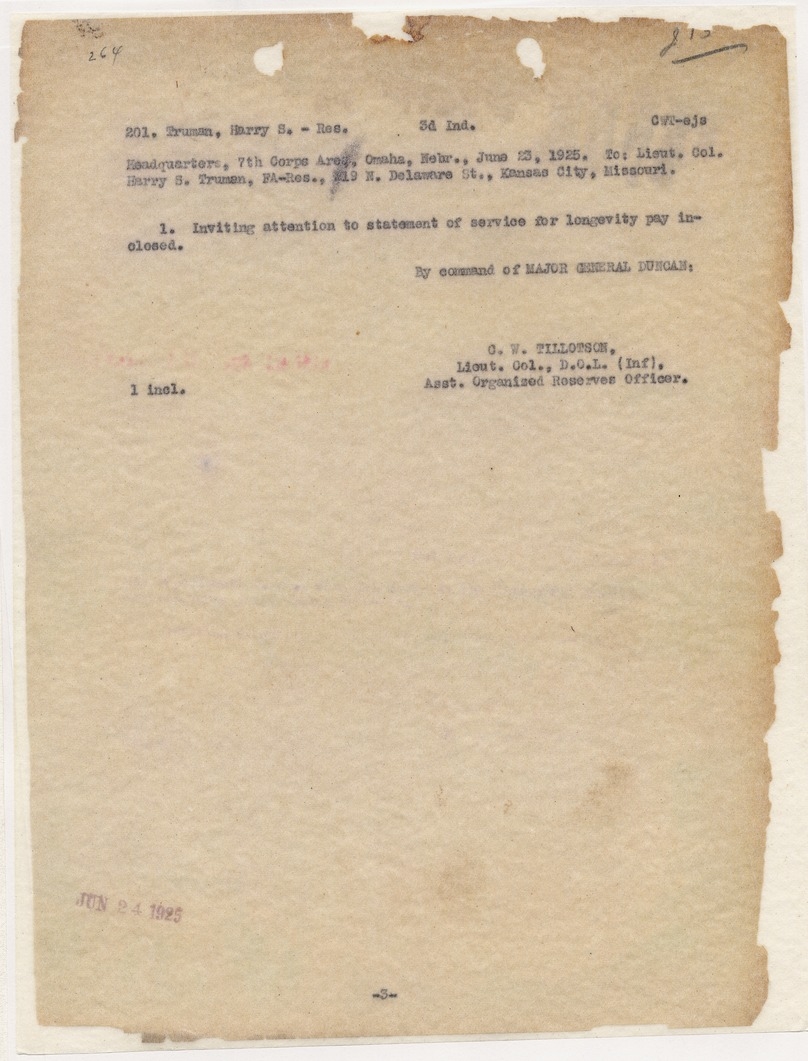 264
201. Truman, Harry S. - Res. 3d Ind. CWT-ejs
Headquarters, 7th Corps Area, Omaha, Nebr., June 23, 1925. To: Lieut. Col.
Harry S. Truman, FA-Res., 219 N. Delaware St., Kansas City, Missouri.
1. Inviting attention to statement of service for longevity pay in-
closed.
By command of MAJOR GENERAL DUNCAN:
C. W. TILLOTSON,
Lieut. Col., D.O.L. (Inf),
Asst. Organized Reserves Officer.
1 incl.
JUN 24 1925
-3-